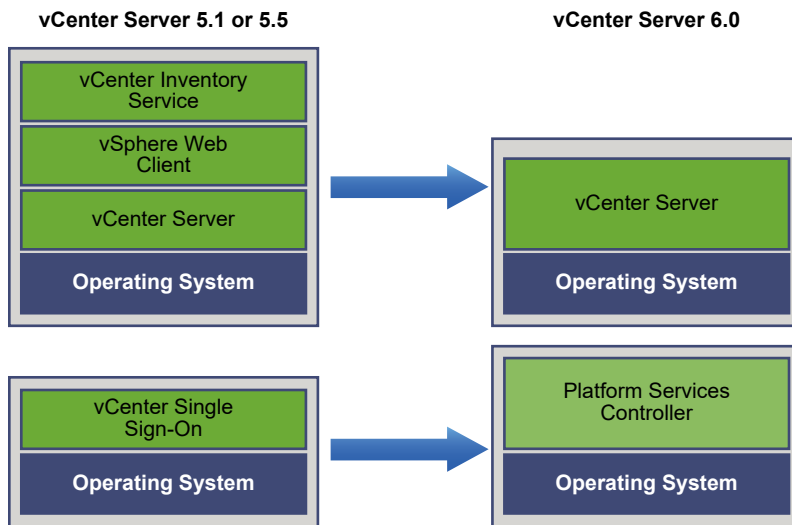 vCenter Server 5.1 or 5.5
vCenter Server 6.0
vCenter Inventory
Service
vSphere Web
Client
vCenter Server
Operating System
vCenter Server
Operating System
vCenter Single
Sign-On
Operating System
Platform Services
Controller
Operating System